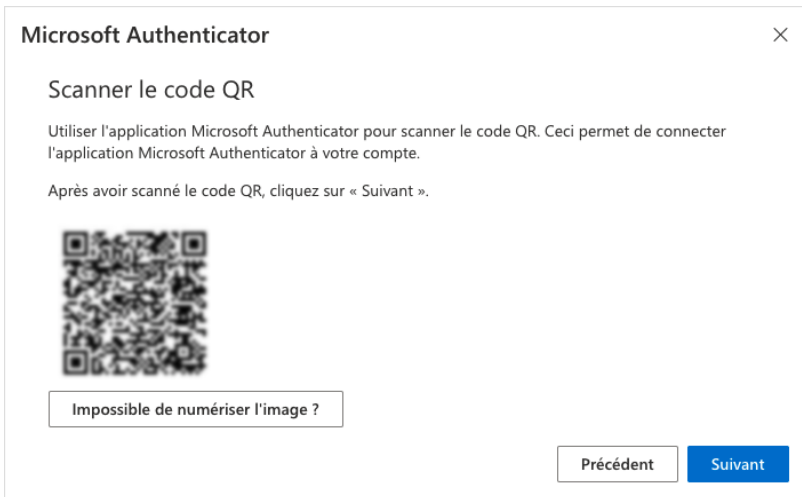 Microsoft Authenticator
Scanner le code QR
Utiliser l'application Microsoft Authenticator pour scanner le code QR. Ceci permet de connecter
l'application Microsoft Authenticator à votre compte.
Après avoir scanné le code QR, cliquez sur « Suivant ».
Impossible de numériser l'image ?
Précédent
Suivant